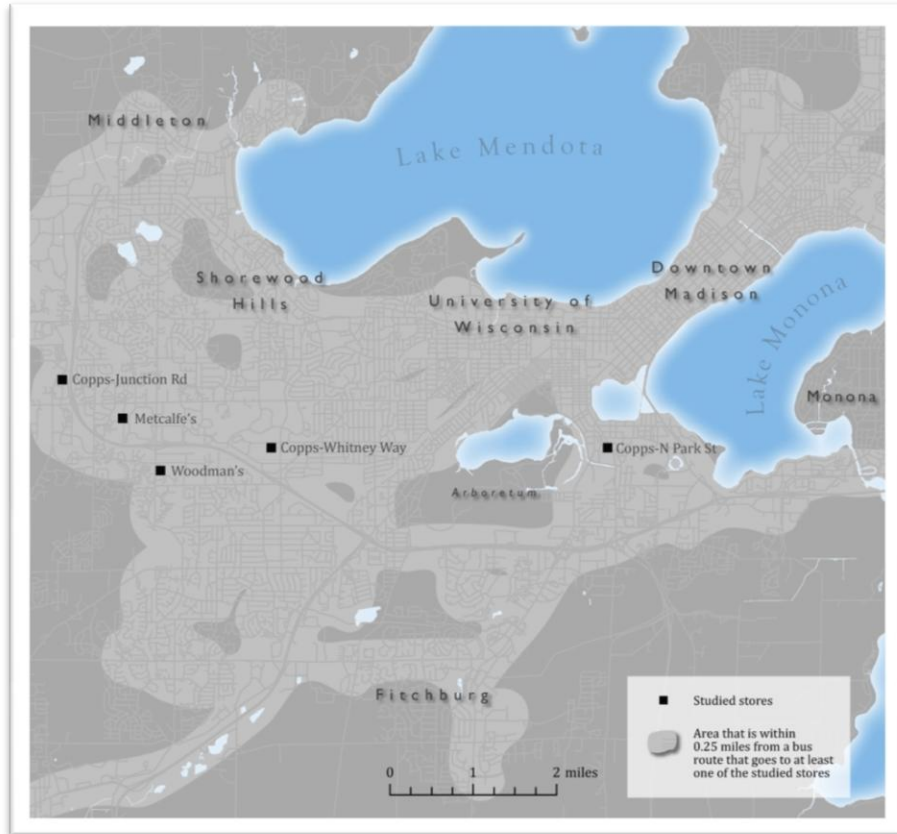 Middleton
Lake Mendota
Shorewood
Hills
University of
Wisconsin
Downtown
Madison
Lake Monona
Monona
Copps-Junction Rd
Metcalfe's
Copps-Whitney Way
Woodman's
Copps-N Park St
Arboretum
Fitchburg
0 1 2 miles
Studied stores
Area that is within
0.25 miles from a bus
route that goes to at least
one of the studied stores